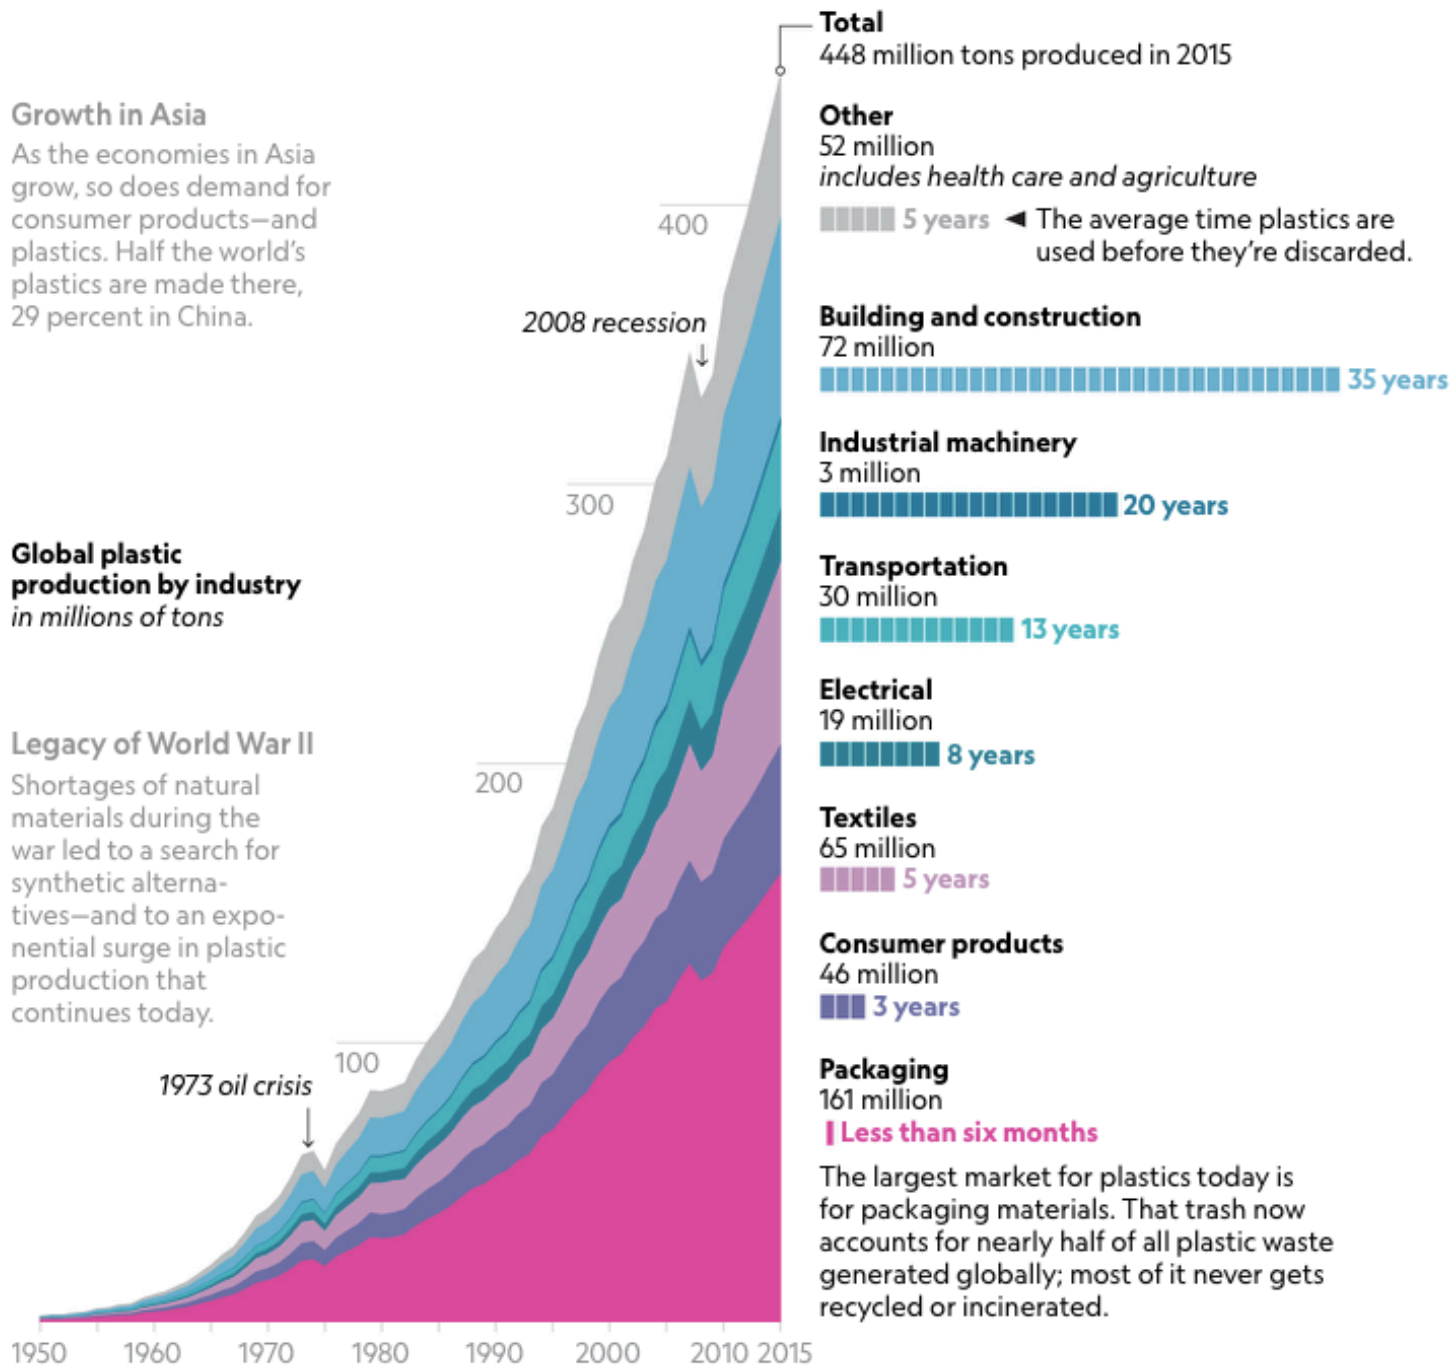 Total
448 million tons produced in 2015
Growth in Asia
As the economies in Asia
grow, so does demand for
consumer products—and
plastics. Half the world's
plastics are made there,
29 percent in China.
Other
52 million
includes health care and agriculture
5 years ◄ The average time plastics are
used before they're discarded.
400
2008 recession
Building and construction
72 million
35 years
Industrial machinery
3 million
20 years
300
Global plastic
production by industry
in millions of tons
Transportation
30 million
13 years
Electrical
19 million
8 years
Legacy of World War II
Shortages of natural
materials during the
war led to a search for
synthetic alterna-
tives—and to an expo-
nential surge in plastic
production that
continues today.
200
Textiles
65 million
5 years
Consumer products
46 million
3 years
100
1973 oil crisis
Packaging
161 million
Less than six months
The largest market for plastics today is
for packaging materials. That trash now
accounts for nearly half of all plastic waste
generated globally; most of it never gets
recycled or incinerated.
1950 1960 1970 1980 1990 2000 2010 2015